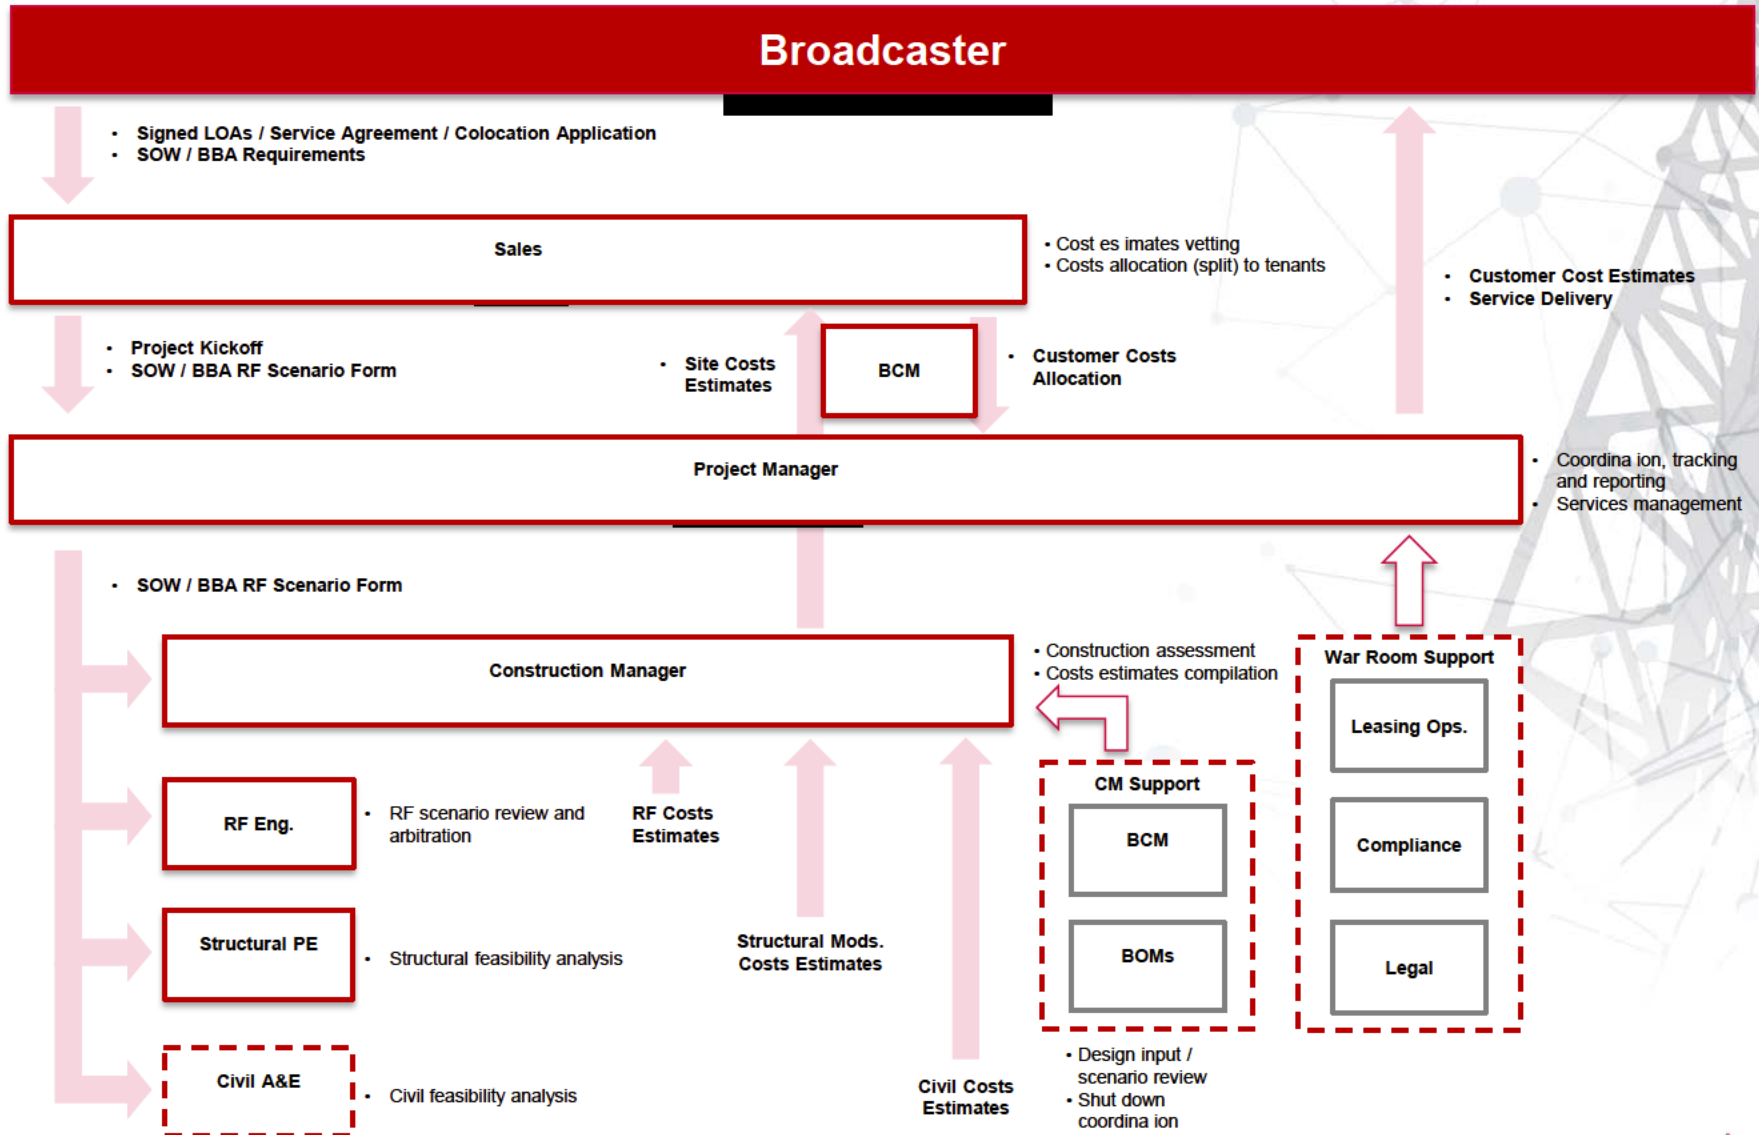 Broadcaster
• Signed LOAs / Service Agreement / Colocation Application
• SOW / BBA Requirements
Sales
• Cost es imates vetting
• Costs allocation (split) to tenants
• Customer Cost Estimates
• Service Delivery
• Project Kickoff
• SOW / BBA RF Scenario Form
• Site Costs
Estimates
BCM
• Customer Costs
Allocation
Project Manager
• Coordina ion, tracking
and reporting
• Services management
• SOW / BBA RF Scenario Form
Construction Manager
• Construction assessment
• Costs estimates compilation
War Room Support
Leasing Ops.
Compliance
Legal
CM Support
BCM
BOMs
• Design input /
scenario review
• Shut down
coordina ion
RF Eng.
• RF scenario review and
arbitration
RF Costs
Estimates
Structural PE
• Structural feasibility analysis
Structural Mods.
Costs Estimates
Civil A&E
• Civil feasibility analysis
Civil Costs
Estimates